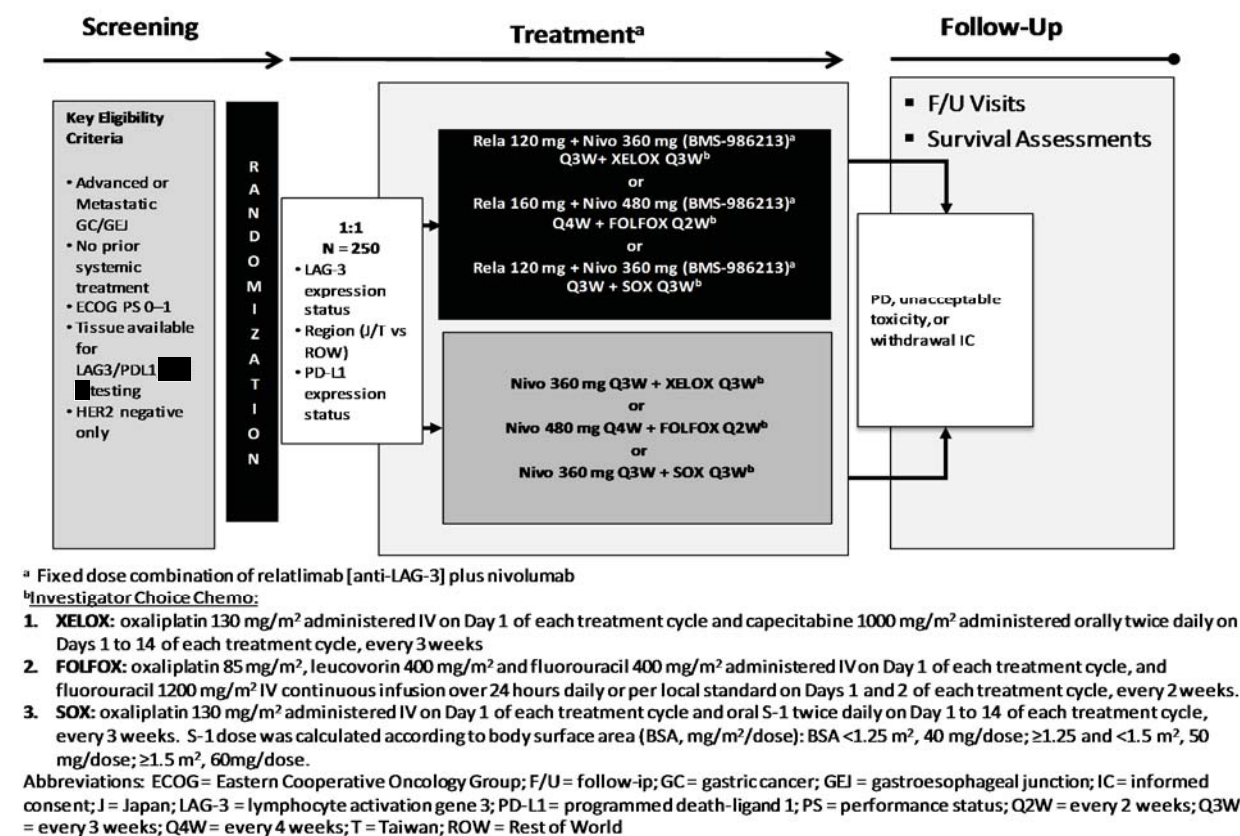 Screening
Treatmentᵃ
Follow-Up
Key Eligibility
Criteria
• Advanced or
Metastatic
GC/GEJ
• No prior
systemic
treatment
• ECOG PS 0–1
• Tissue available
for
LAG3/PDL1
testing
• HER2 negative
only
RANDOMIZATION
1:1
N = 250
• LAG-3
expression
status
• Region (J/T vs
ROW)
• PD-L1
expression
status
Rela 120 mg + Nivo 360 mg (BMS-986213)ᵃ
Q3W+ XELOX Q3Wᵇ
or
Rela 160 mg + Nivo 480 mg (BMS-986213)ᵃ
Q4W + FOLFOX Q2Wᵇ
or
Rela 120 mg + Nivo 360 mg (BMS-986213)ᵃ
Q3W + SOX Q3Wᵇ
Nivo 360 mg Q3W + XELOX Q3Wᵇ
or
Nivo 480 mg Q4W + FOLFOX Q2Wᵇ
or
Nivo 360 mg Q3W + SOX Q3Wᵇ
▪ F/U Visits
▪ Survival Assessments
PD, unacceptable
toxicity, or
withdrawal IC
ᵃ Fixed dose combination of relatlimab [anti-LAG-3] plus nivolumab
ᵇInvestigator Choice Chemo:
1. XELOX: oxaliplatin 130 mg/m² administered IV on Day 1 of each treatment cycle and capecitabine 1000 mg/m² administered orally twice daily on
Days 1 to 14 of each treatment cycle, every 3 weeks
2. FOLFOX: oxaliplatin 85 mg/m², leucovorin 400 mg/m² and fluorouracil 400 mg/m² administered IV on Day 1 of each treatment cycle, and
fluorouracil 1200 mg/m² IV continuous infusion over 24 hours daily or per local standard on Days 1 and 2 of each treatment cycle, every 2 weeks.
3. SOX: oxaliplatin 130 mg/m² administered IV on Day 1 of each treatment cycle and oral S-1 twice daily on Day 1 to 14 of each treatment cycle,
every 3 weeks. S-1 dose was calculated according to body surface area (BSA, mg/m²/dose): BSA <1.25 m², 40 mg/dose; ≥1.25 and <1.5 m², 50
mg/dose; ≥1.5 m², 60mg/dose.
Abbreviations: ECOG = Eastern Cooperative Oncology Group; F/U = follow-ip; GC = gastric cancer; GEJ = gastroesophageal junction; IC = informed
consent; J = Japan; LAG-3 = lymphocyte activation gene 3; PD-L1 = programmed death-ligand 1; PS = performance status; Q2W = every 2 weeks; Q3W
= every 3 weeks; Q4W = every 4 weeks; T = Taiwan; ROW = Rest of World